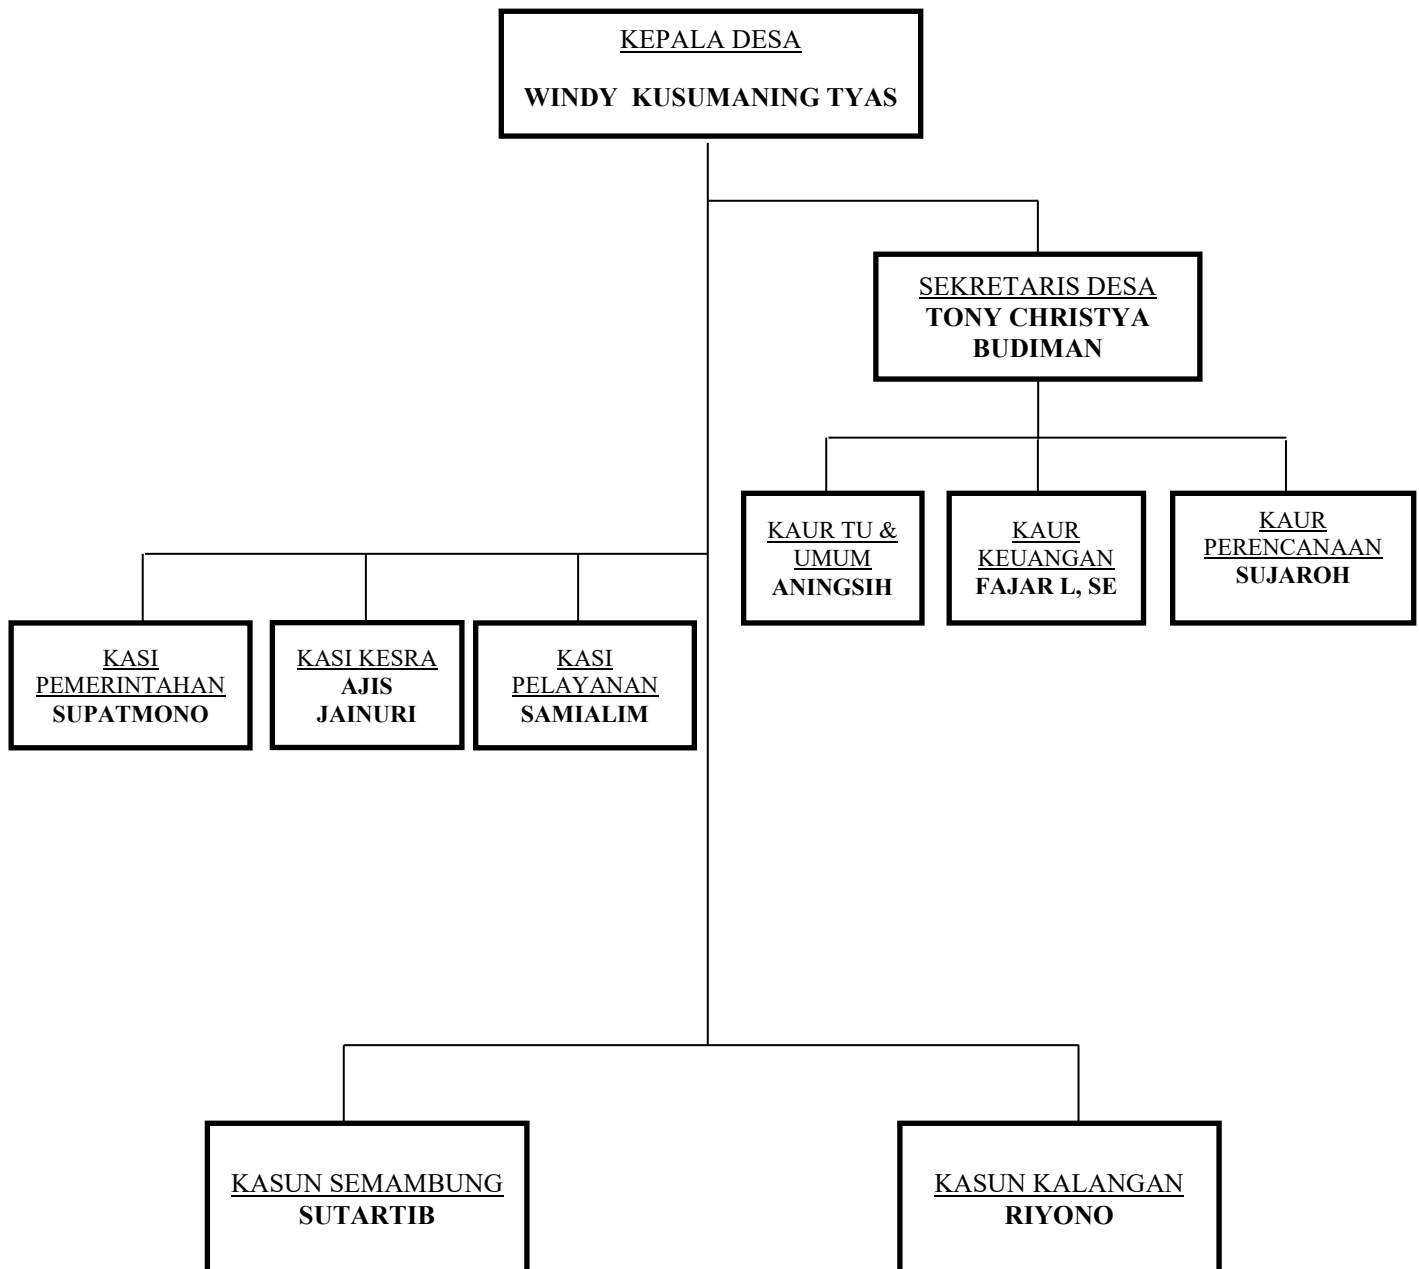 KEPALA DESA
WINDY KUSUMANING TYAS
SEKRETARIS DESA
TONY CHRISTYA
BUDIMAN
KAUR TU &
UMUM
ANINGSIH
KAUR
KEUANGAN
FAJAR L, SE
KAUR
PERENCANAAN
SUJAROH
KASI
PEMERINTAHAN
SUPATMONO
KASI KESRA
AJIS
JAINURI
KASI
PELAYANAN
SAMIALIM
KASUN SEMAMBUNG
SUTARTIB
KASUN KALANGAN
RIYONO